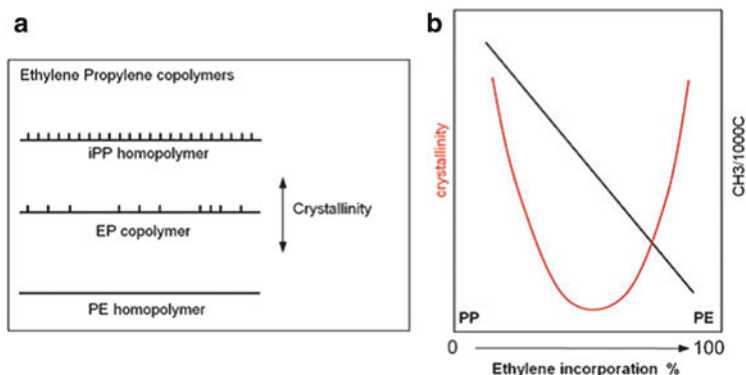 a
Ethylene Propylene copolymers
iPP homopolymer
Crystallinity
EP copolymer
PE homopolymer
b
crystallinity
CH3/1000C
PP
PE
0
100
Ethylene incorporation %